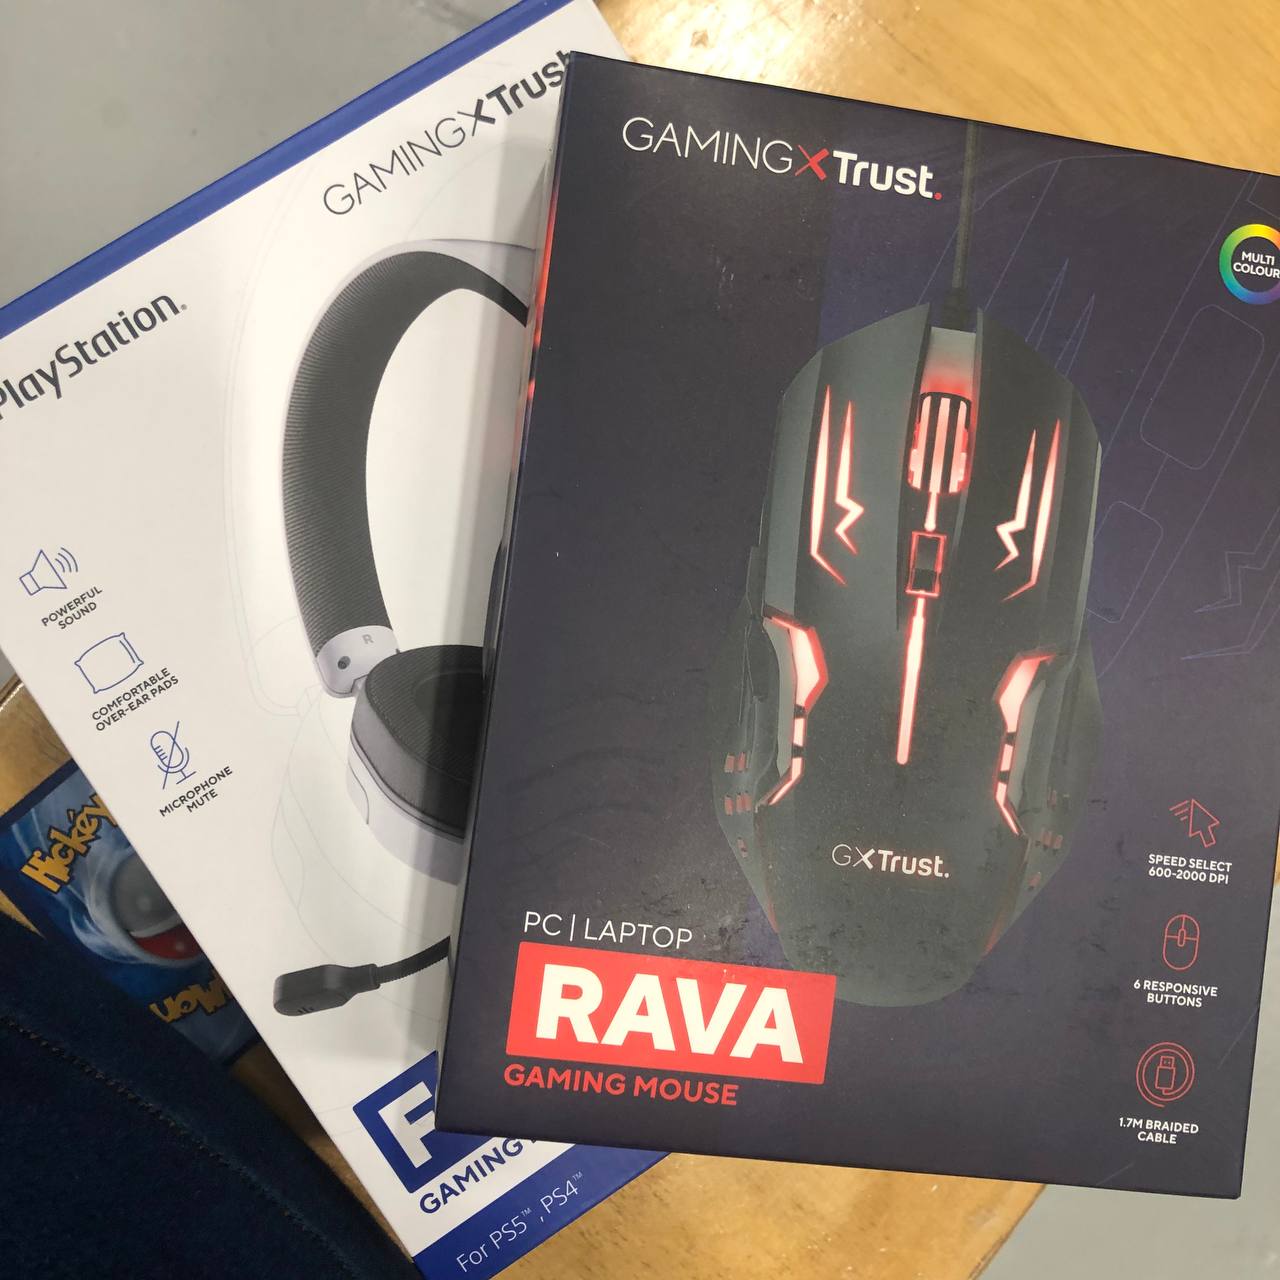 GAMINGXTrust
PlayStation.
POWERFUL
SOUND
COMFORTABLE
OVER-EAR PADS
MICROPHONE
MUTE
R
GAMING
For PS5™, PS4™
GAMINGXTrust.
MULTI
COLOUR
GXTrust.
SPEED SELECT
600-2000 DPI
6 RESPONSIVE
BUTTONS
1.7M BRAIDED
CABLE
PC | LAPTOP
RAVA
GAMING MOUSE